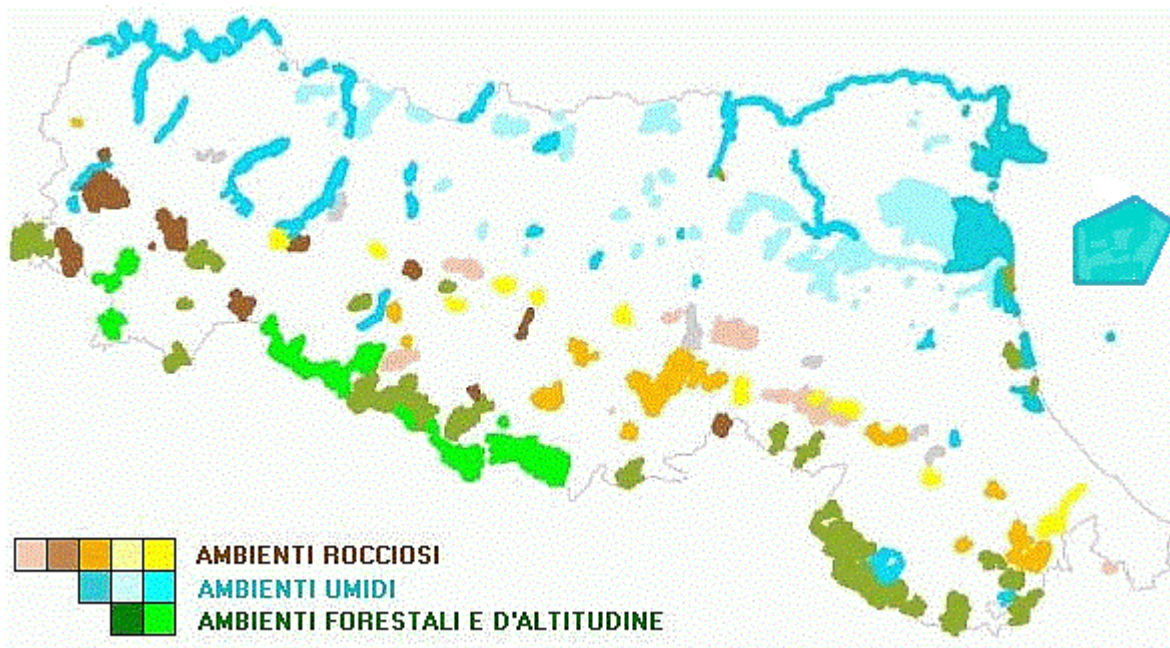 AMBIENTI ROCCIOSI
AMBIENTI UMIDI
AMBIENTI FORESTALI E D'ALTITUDINE